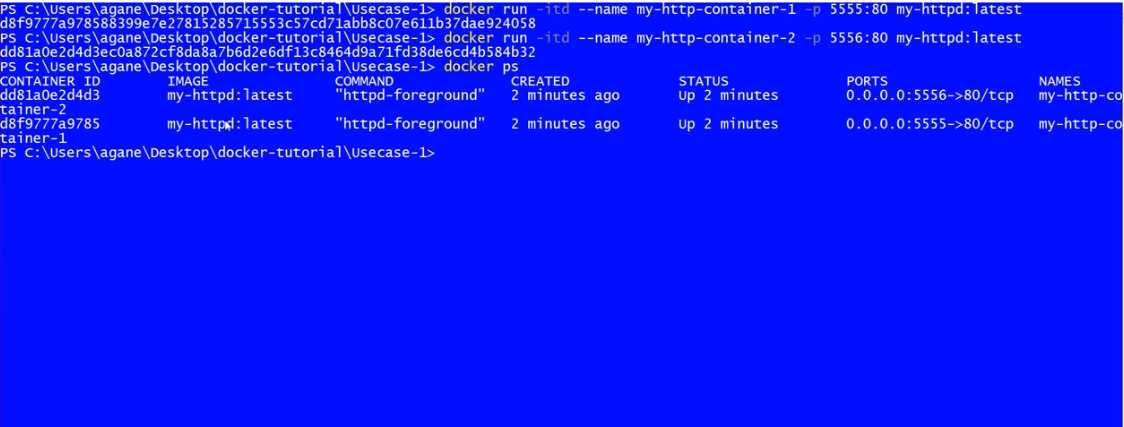 PS C:\Users\agane\Desktop\docker-tutorial\Usecase-1> docker run -itd --name my-http-container-1 -p 5555:80 my-httpd:latest
d8f9777a978588399e7e27815285715553c57cd71abb8c07e611b37dae924058
PS C:\Users\agane\Desktop\docker-tutorial\Usecase-1> docker run -itd --name my-http-container-2 -p 5556:80 my-httpd:latest
dd81a0e2d4d3ec0a872cf8da8a7b6d2e6df13c8464d9a71fd38de6cd4b584b32
PS C:\Users\agane\Desktop\docker-tutorial\Usecase-1> docker ps
CONTAINER ID        IMAGE               COMMAND              CREATED             STATUS              PORTS                  NAMES
dd81a0e2d4d3        my-httpd:latest     "httpd-foreground"   2 minutes ago       Up 2 minutes        0.0.0.0:5556->80/tcp   my-http-co
tainer-2
d8f9777a9785        my-httpd:latest     "httpd-foreground"   2 minutes ago       Up 2 minutes        0.0.0.0:5555->80/tcp   my-http-co
tainer-1
PS C:\Users\agane\Desktop\docker-tutorial\Usecase-1>